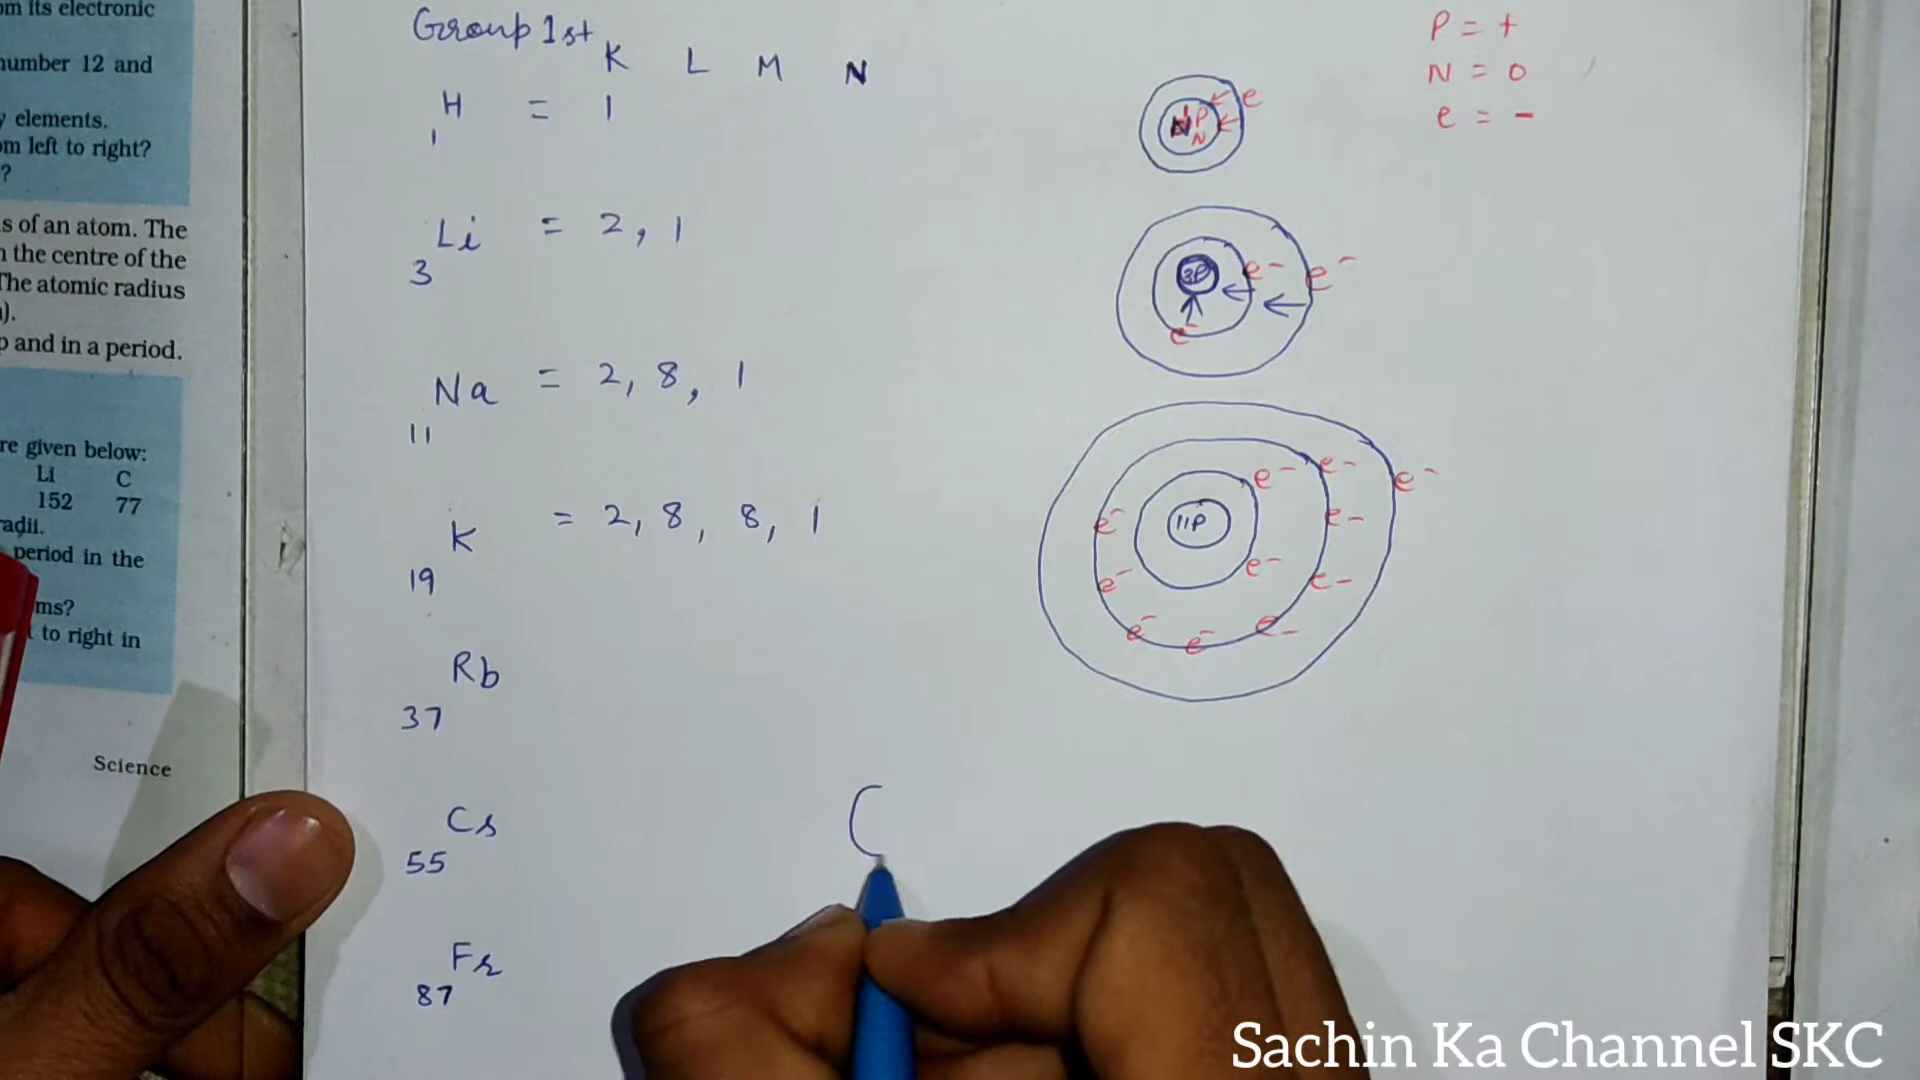 om its electronic
number 12 and
y elements.
om left to right?
?
s of an atom. The
n the centre of the
The atomic radius
).
p and in a period.
re given below:
Li C
152 77
radii.
period in the
ms?
t to right in
Science
Group 1st
K L M N
1 H = 1
3 Li = 2, 1
11 Na = 2, 8, 1
19 K = 2, 8, 8, 1
37 Rb
55 Cs
87 Fr
P = +
N = 0
e = -
N P e
N
3P e- e-
e-
e- e- e-
e- 11P e-
e- e- e-
e- e- e-
Sachin Ka Channel SKC